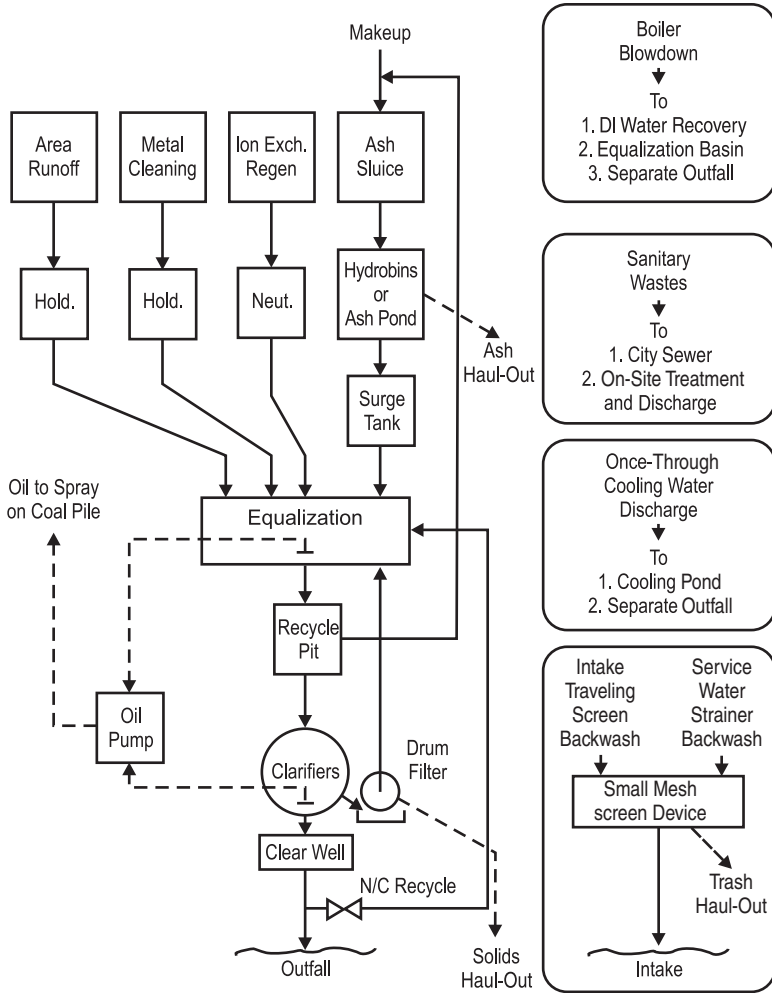 Makeup
Area
Runoff
Metal
Cleaning
Ion Exch.
Regen
Ash
Sluice
Hold.
Hold.
Neut.
Hydrobins
or
Ash Pond
Ash
Haul-Out
Surge
Tank
Oil to Spray
on Coal Pile
Equalization
Recycle
Pit
Oil
Pump
Clarifiers
Drum
Filter
Clear Well
N/C Recycle
Outfall
Solids
Haul-Out
Boiler
Blowdown
To
1. DI Water Recovery
2. Equalization Basin
3. Separate Outfall
Sanitary
Wastes
To
1. City Sewer
2. On-Site Treatment
and Discharge
Once-Through
Cooling Water
Discharge
To
1. Cooling Pond
2. Separate Outfall
Intake
Traveling
Screen
Backwash
Service
Water
Strainer
Backwash
Small Mesh
screen Device
Trash
Haul-Out
Intake